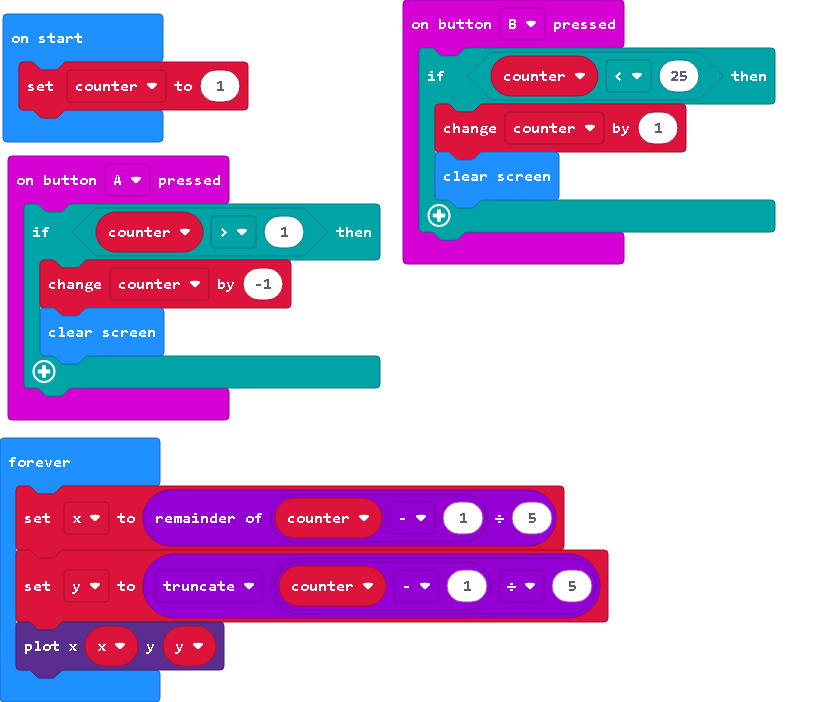 on start
set counter to 1
on button A pressed
if counter > 1 then
change counter by -1
clear screen
on button B pressed
if counter < 25 then
change counter by 1
clear screen
forever
set x to remainder of counter - 1 ÷ 5
set y to truncate counter - 1 ÷ 5
plot x x y y